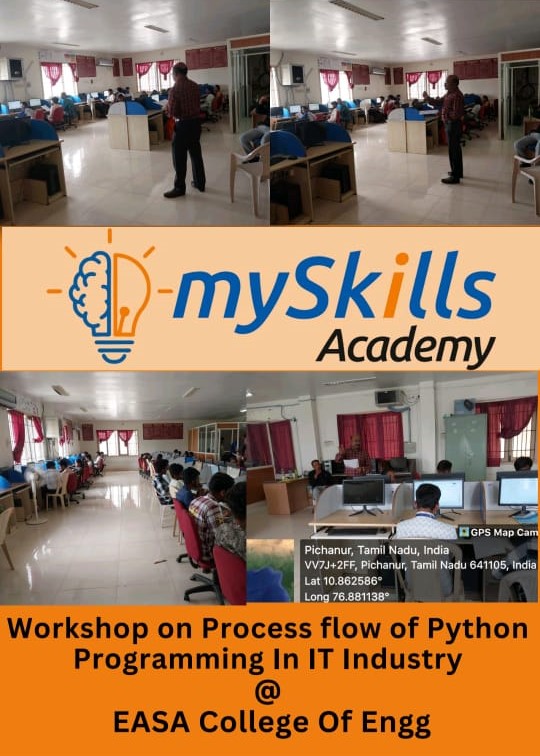 mySkills
Academy
GPS Map Cam
Pichanur, Tamil Nadu, India
VV7J+2FF, Pichanur, Tamil Nadu 641105, India
Lat 10.862586°
Long 76.881138°
Workshop on Process flow of Python
Programming In IT Industry
@
EASA College Of Engg